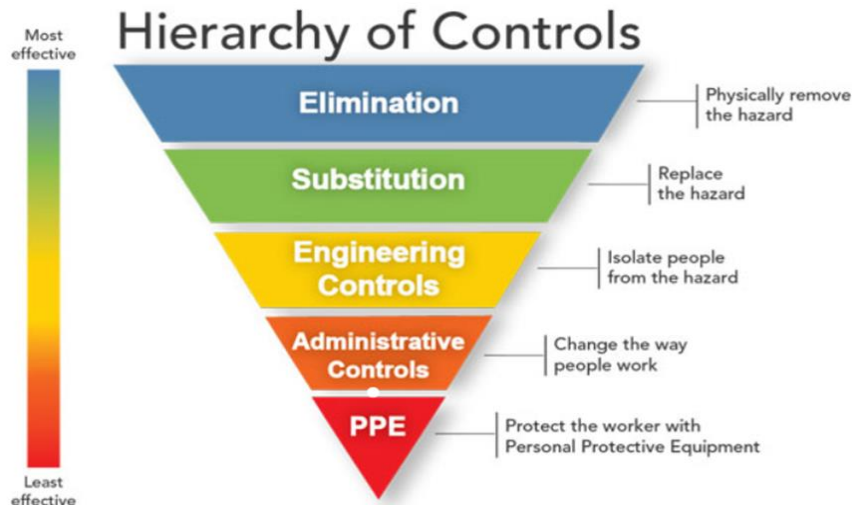 Hierarchy of Controls
Most
effective
Elimination
Physically remove
the hazard
Substitution
Replace
the hazard
Engineering
Controls
Isolate people
from the hazard
Administrative
Controls
Change the way
people work
PPE
Protect the worker with
Personal Protective Equipment
Least
effective